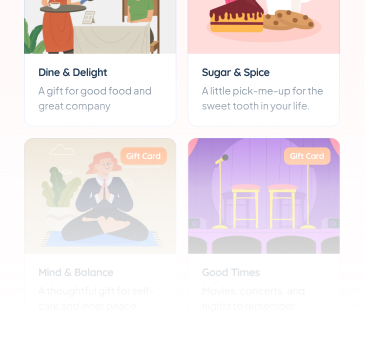 Dine & Delight
A gift for good food and
great company
Sugar & Spice
A little pick-me-up for the
sweet tooth in your life.
Gift Card
Mind & Balance
A thoughtful gift for self-
care and inner peace.
Gift Card
Good Times
Movies, concerts, and
nights to remember.